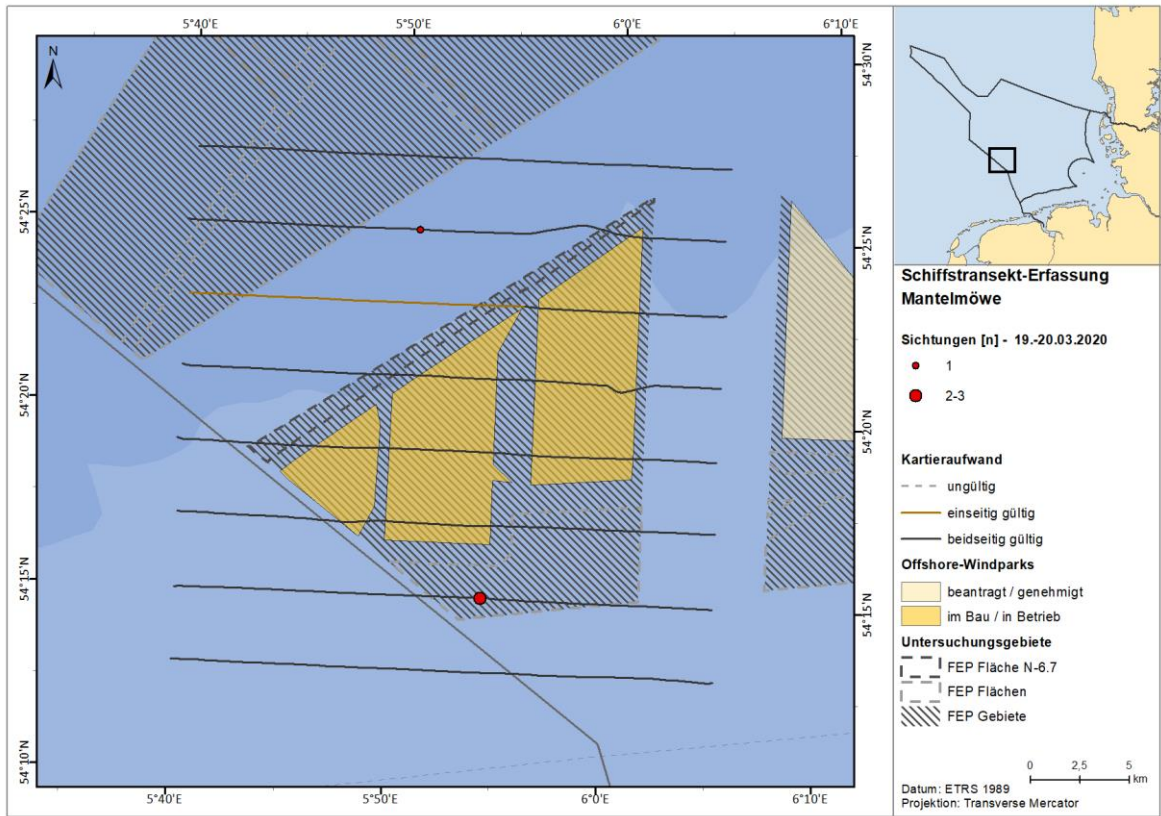 5°40'E 5°50'E 6°0'E 6°10'E
N
54°30'N
54°25'N
54°25'N
54°20'N
54°20'N
54°15'N
54°15'N
54°10'N
5°40'E 5°50'E 6°0'E 6°10'E
Schiffstransekt-Erfassung
Mantelmöwe
Sichtungen [n] - 19.-20.03.2020
1
2-3
Kartieraufwand
ungültig
einseitig gültig
beidseitig gültig
Offshore-Windparks
beantragt / genehmigt
im Bau / in Betrieb
Untersuchungsgebiete
FEP Fläche N-6.7
FEP Flächen
FEP Gebiete
0 2,5 5
km
Datum: ETRS 1989
Projektion: Transverse Mercator